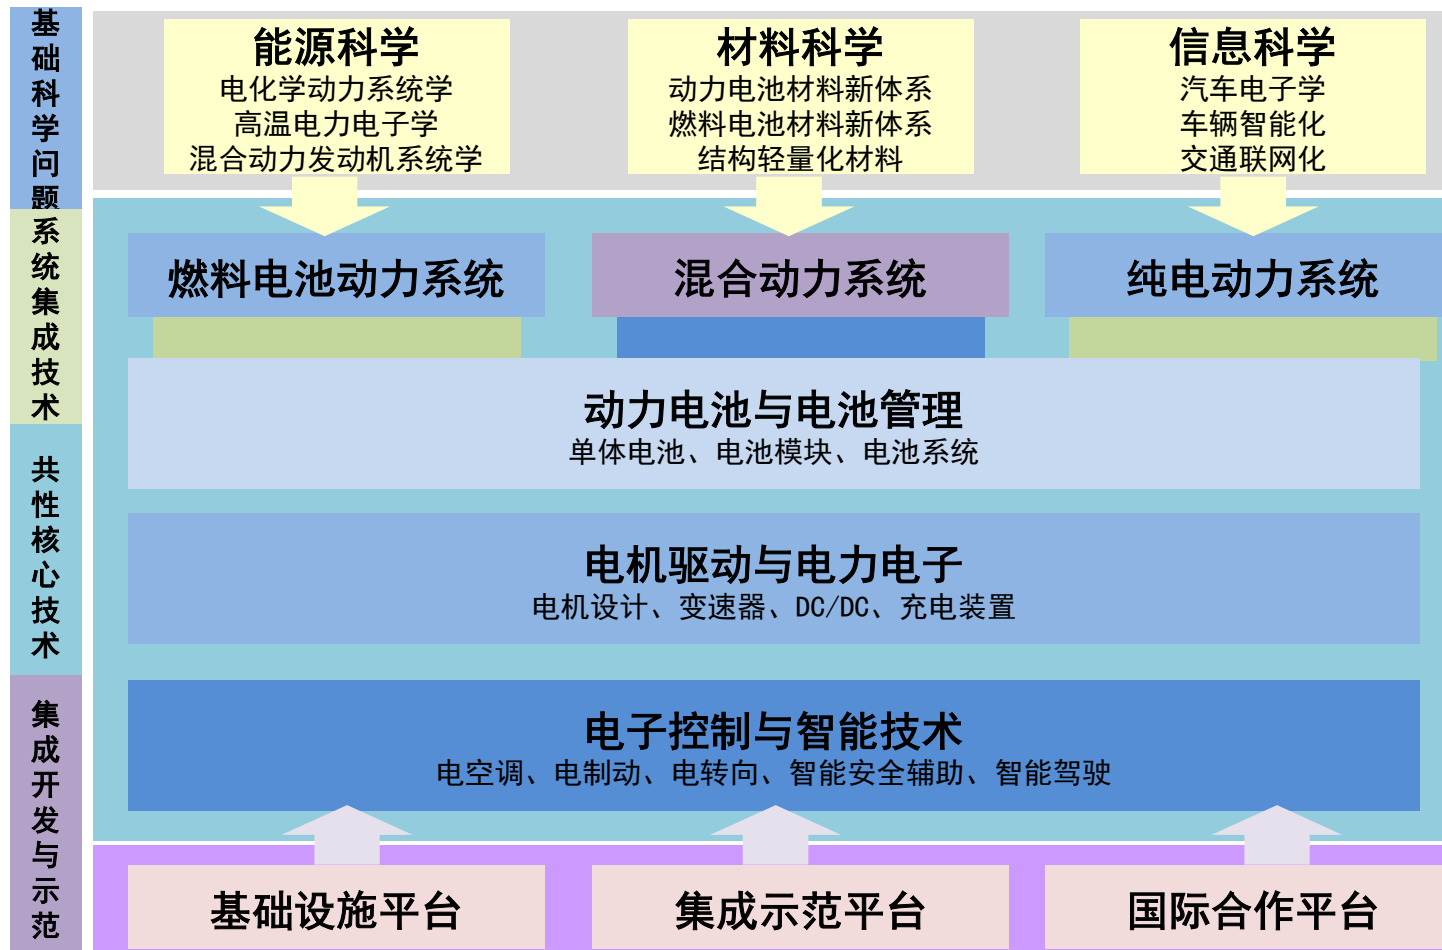 基础科学问题
能源科学
电化学动力系统学
高温电力电子学
混合动力发动机系统学
材料科学
动力电池材料新体系
燃料电池材料新体系
结构轻量化材料
信息科学
汽车电子学
车辆智能化
交通联网化
系统集成技术
燃料电池动力系统
混合动力系统
纯电动力系统
共性核心技术
动力电池与电池管理
单体电池、电池模块、电池系统
电机驱动与电力电子
电机设计、变速器、DC/DC、充电装置
电子控制与智能技术
电空调、电制动、电转向、智能安全辅助、智能驾驶
集成开发与示范
基础设施平台
集成示范平台
国际合作平台